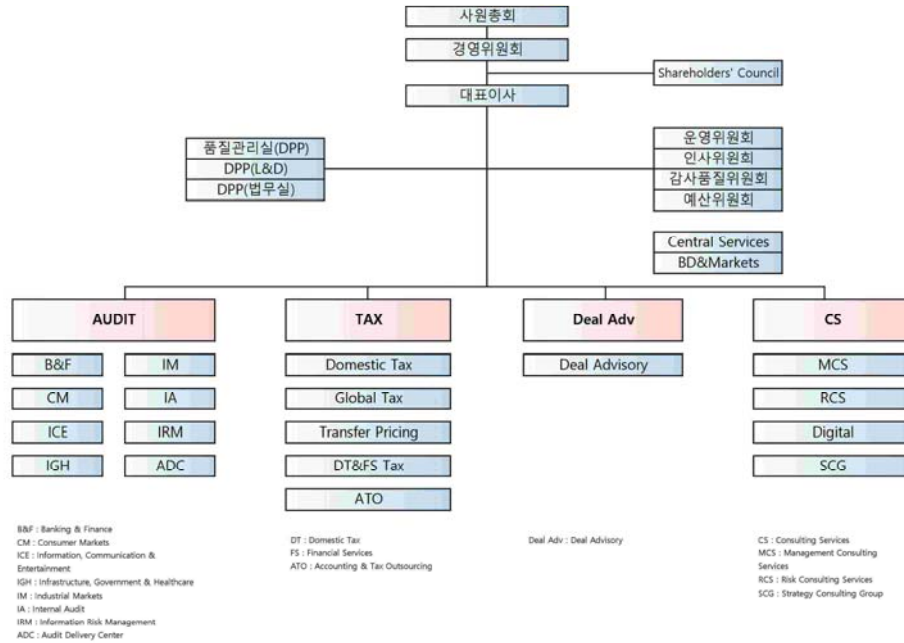 사원총회
경영위원회
Shareholders' Council
대표이사
품질관리실(DPP)
DPP(L&D)
DPP(법무실)
운영위원회
인사위원회
감사품질위원회
예산위원회
Central Services
BD&Markets
AUDIT
TAX
Deal Adv
CS
B&F
IM
CM
IA
ICE
IRM
IGH
ADC
Domestic Tax
Global Tax
Transfer Pricing
DT&FS Tax
ATO
Deal Advisory
MCS
RCS
Digital
SCG
B&F : Banking & Finance
CM : Consumer Markets
ICE : Information, Communication &
Entertainment
IGH : Infrastructure, Government & Healthcare
IM : Industrial Markets
IA : Internal Audit
IRM : Information Risk Management
ADC : Audit Delivery Center
DT : Domestic Tax
FS : Financial Services
ATO : Accounting & Tax Outsourcing
Deal Adv : Deal Advisory
CS : Consulting Services
MCS : Management Consulting
Services
RCS : Risk Consulting Services
SCG : Strategy Consulting Group